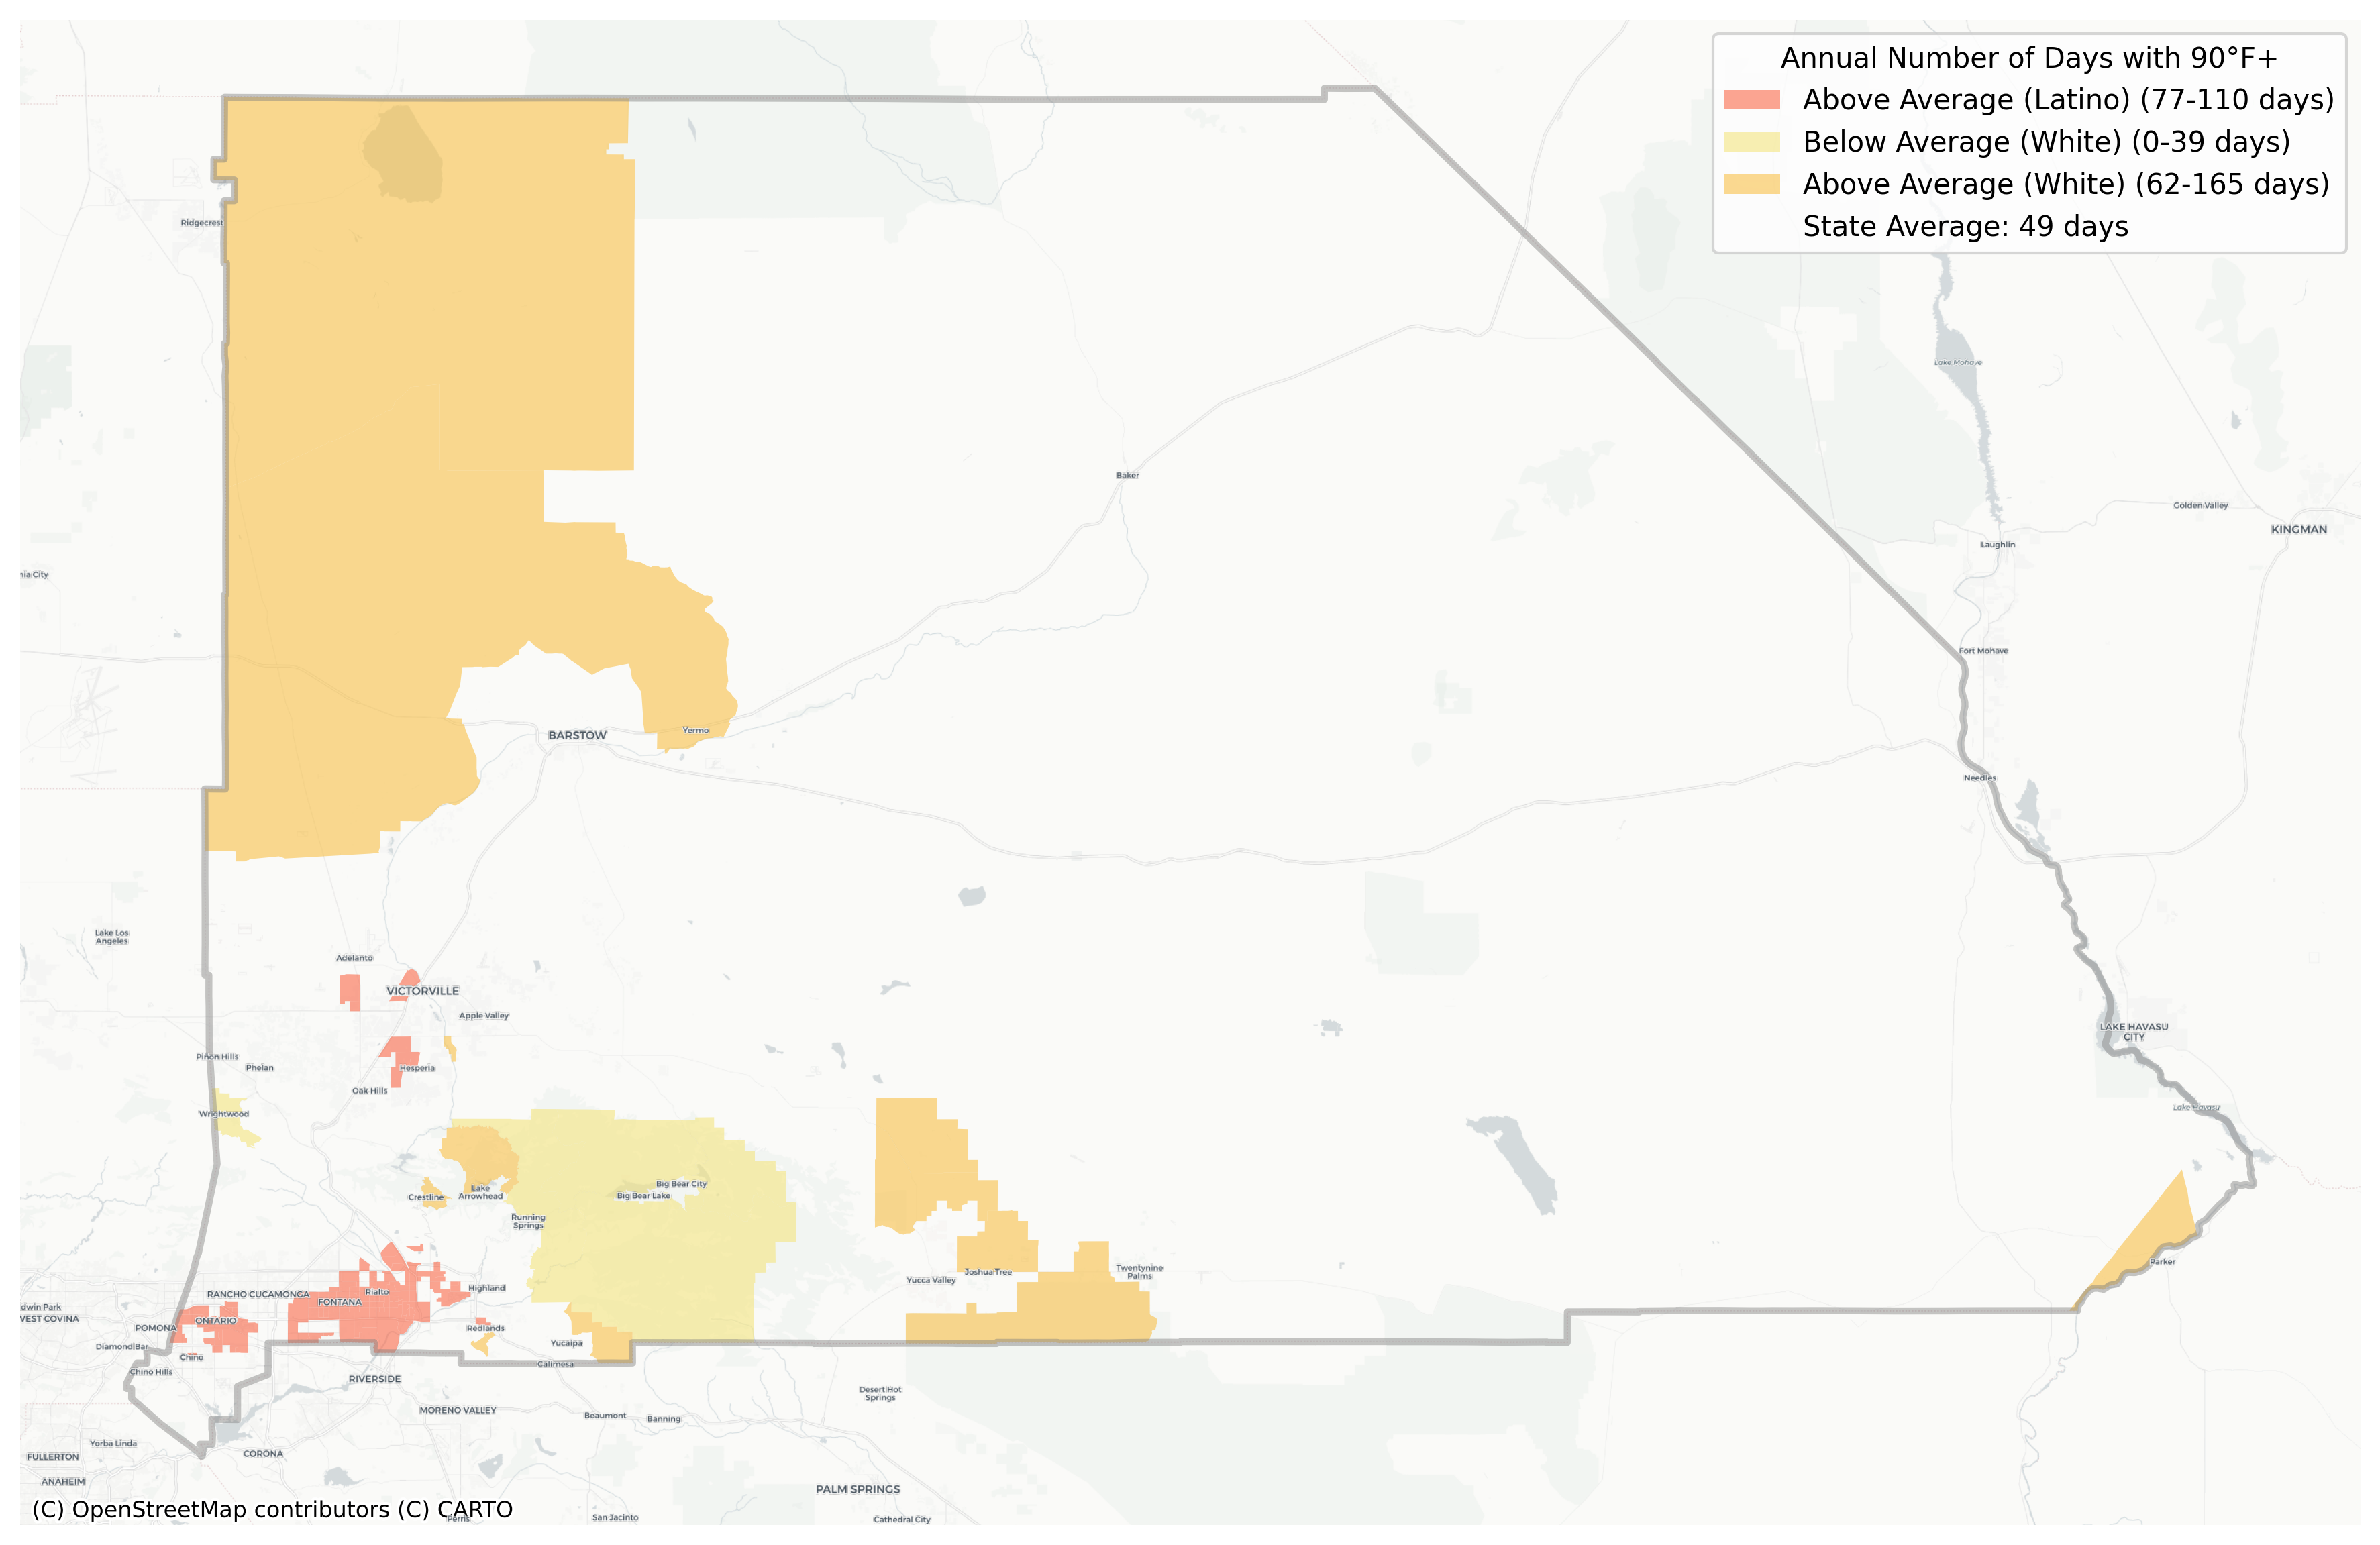 Annual Number of Days with 90°F+
Above Average (Latino) (77-110 days)
Below Average (White) (0-39 days)
Above Average (White) (62-165 days)
State Average: 49 days
Ridgecrest
Lake Mohave
Baker
Golden Valley
KINGMAN
Laughlin
nia City
Fort Mohave
Yermo
BARSTOW
Needles
Lake Los
Angeles
Adelanto
VICTORVILLE
Apple Valley
LAKE HAVASU
CITY
Piñon Hills
Phelan
Hesperia
Oak Hills
Lake Havasu
Wrightwood
Big Bear City
Lake
Arrowhead
Crestline
Big Bear Lake
Running
Springs
Parker
Joshua Tree
Twentynine
Palms
Yucca Valley
Highland
RANCHO CUCAMONGA
Rialto
FONTANA
dwin Park
WEST COVINA
ONTARIO
POMONA
Redlands
Diamond Bar
Yucaipa
Chino
Calimesa
Chino Hills
RIVERSIDE
Desert Hot
Springs
MORENO VALLEY
Beaumont
Banning
Yorba Linda
CORONA
FULLERTON
ANAHEIM
PALM SPRINGS
(C) OpenStreetMap contributors (C) CARTO
Perris
San Jacinto
Cathedral City